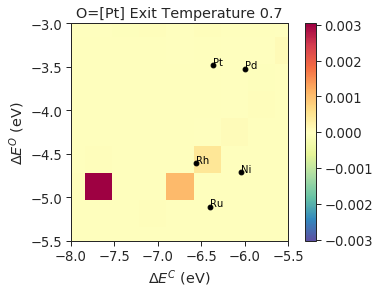 O=[Pt] Exit Temperature 0.7
−3.0
−3.5
−4.0
−4.5
−5.0
−5.5
ΔE^O (eV)
−8.0 −7.5 −7.0 −6.5 −6.0 −5.5
ΔE^C (eV)
Pt
Pd
Rh
Ni
Ru
0.003
0.002
0.001
0.000
−0.001
−0.002
−0.003